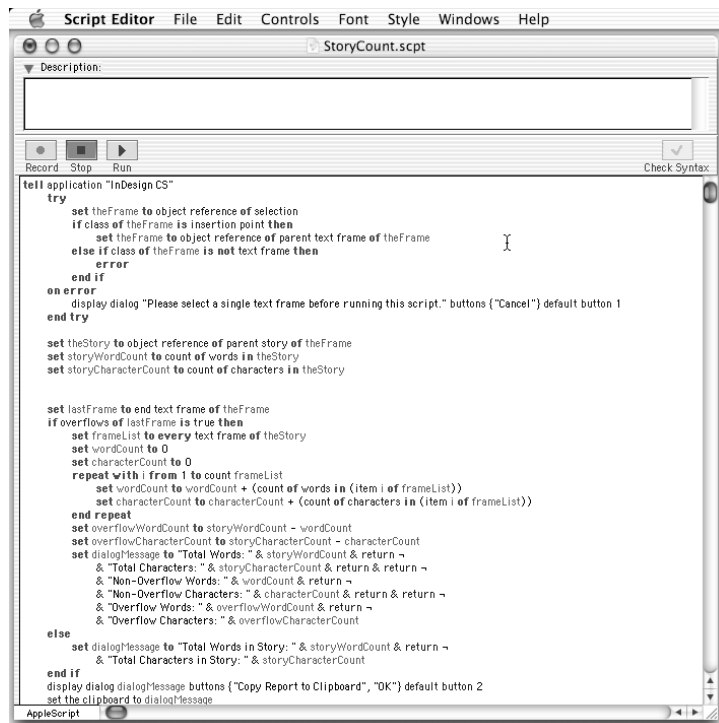 Script Editor File Edit Controls Font Style Windows Help
StoryCount.scpt
Description:
Record Stop Run Check Syntax
tell application "InDesign CS"
try
set theFrame to object reference of selection
if class of theFrame is insertion point then
set theFrame to object reference of parent text frame of theFrame
else if class of theFrame is not text frame then
error
end if
on error
display dialog "Please select a single text frame before running this script." buttons {"Cancel"} default button 1
end try
set theStory to object reference of parent story of theFrame
set storyWordCount to count of words in theStory
set storyCharacterCount to count of characters in theStory
set lastFrame to end text frame of theFrame
if overflows of lastFrame is true then
set frameList to every text frame of theStory
set wordCount to 0
set characterCount to 0
repeat with i from 1 to count frameList
set wordCount to wordCount + (count of words in (item i of frameList))
set characterCount to characterCount + (count of characters in (item i of frameList))
end repeat
set overflowWordCount to storyWordCount - wordCount
set overflowCharacterCount to storyCharacterCount - characterCount
set dialogMessage to "Total Words: " & storyWordCount & return ¬
& "Total Characters: " & storyCharacterCount & return & return ¬
& "Non-Overflow Words: " & wordCount & return ¬
& "Non-Overflow Characters: " & characterCount & return & return ¬
& "Overflow Words: " & overflowWordCount & return ¬
& "Overflow Characters: " & overflowCharacterCount
else
set dialogMessage to "Total Words in Story: " & storyWordCount & return ¬
& "Total Characters in Story: " & storyCharacterCount
end if
display dialog dialogMessage buttons {"Copy Report to Clipboard", "OK"} default button 2
set the clipboard to dialogMessage
AppleScript